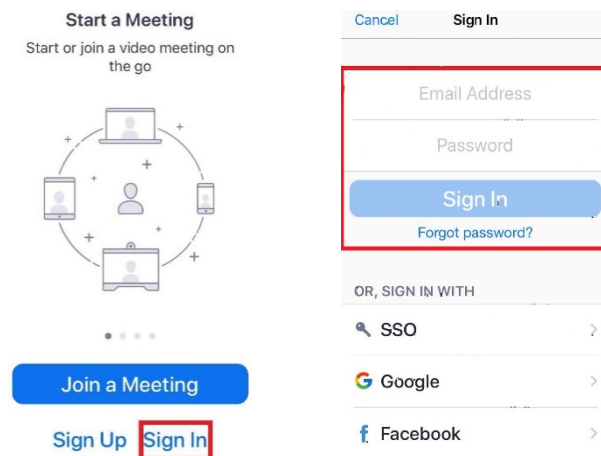 Start a Meeting
Start or join a video meeting on
the go
Join a Meeting
Sign Up Sign In
Cancel Sign In
Email Address
Password
Sign In
Forgot password?
OR, SIGN IN WITH
SSO
Google
Facebook